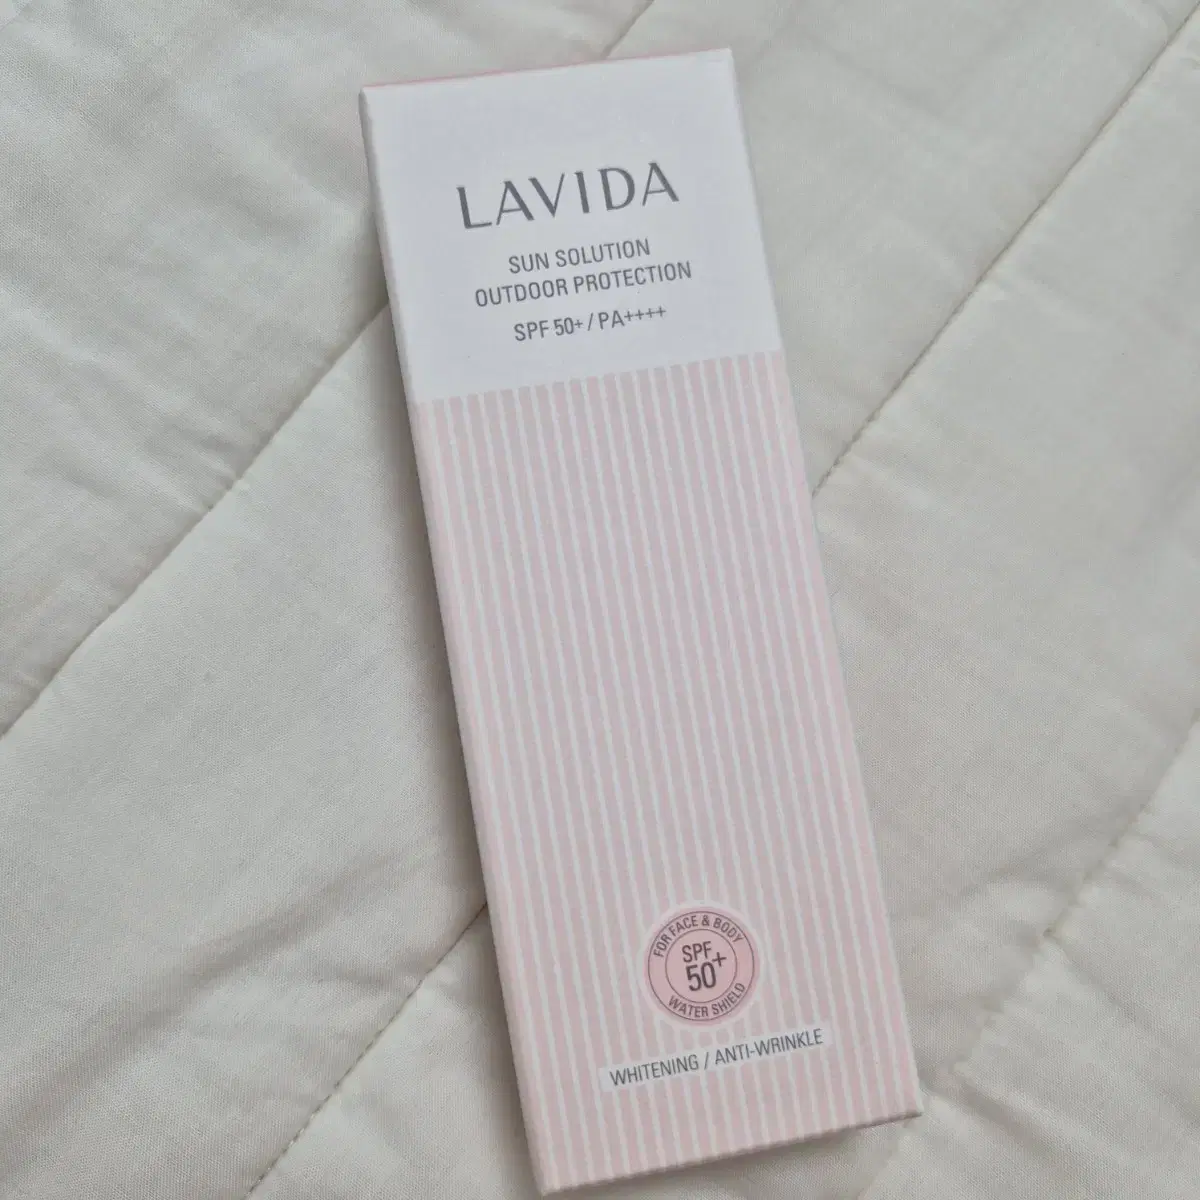 LAVIDA
SUN SOLUTION
OUTDOOR PROTECTION
SPF 50+ / PA++++
FOR FACE & BODY
SPF
50+
WATER SHIELD
WHITENING / ANTI-WRINKLE